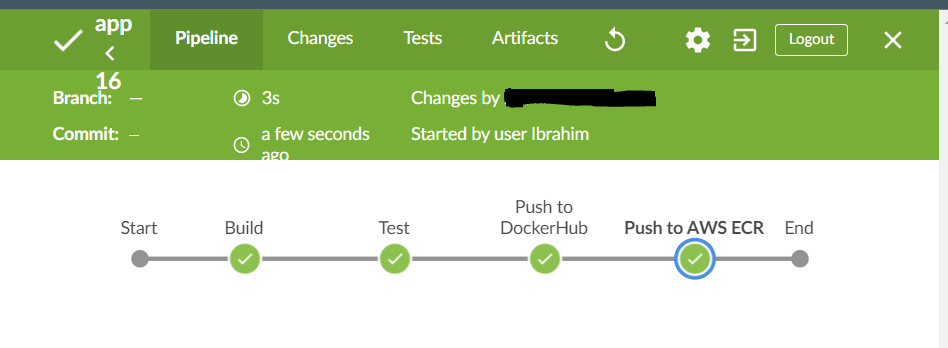 app
< 16
Pipeline
Changes
Tests
Artifacts
Logout
Branch: —
3s
Changes by
Commit: —
a few seconds
ago
Started by user Ibrahim
Start
Build
Test
Push to
DockerHub
Push to AWS ECR
End